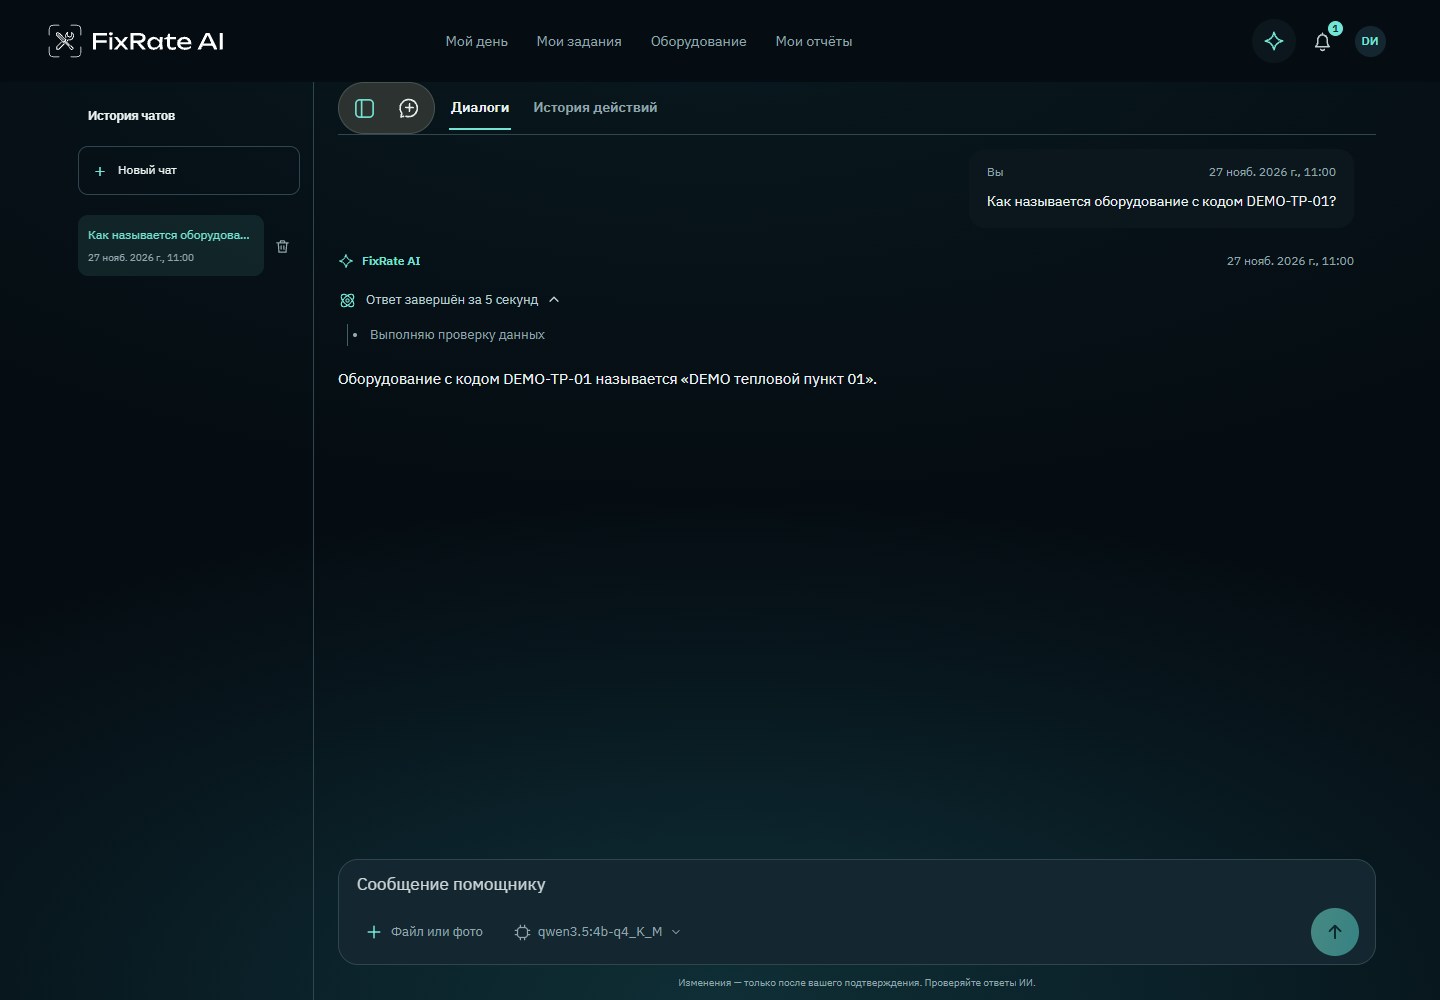 FixRate AI
Мой день
Мои задания
Оборудование
Мои отчёты
1
DИ
История чатов
Новый чат
Как называется оборудова...
27 нояб. 2026 г., 11:00
Диалоги
История действий
Вы
27 нояб. 2026 г., 11:00
Как называется оборудование с кодом DEMO-TP-01?
FixRate AI
27 нояб. 2026 г., 11:00
Ответ завершён за 5 секунд
• Выполняю проверку данных
Оборудование с кодом DEMO-TP-01 называется «DEMO тепловой пункт 01».
Сообщение помощнику
Файл или фото
qwen3.5:4b-q4_K_M
Изменения — только после вашего подтверждения. Проверяйте ответы ИИ.